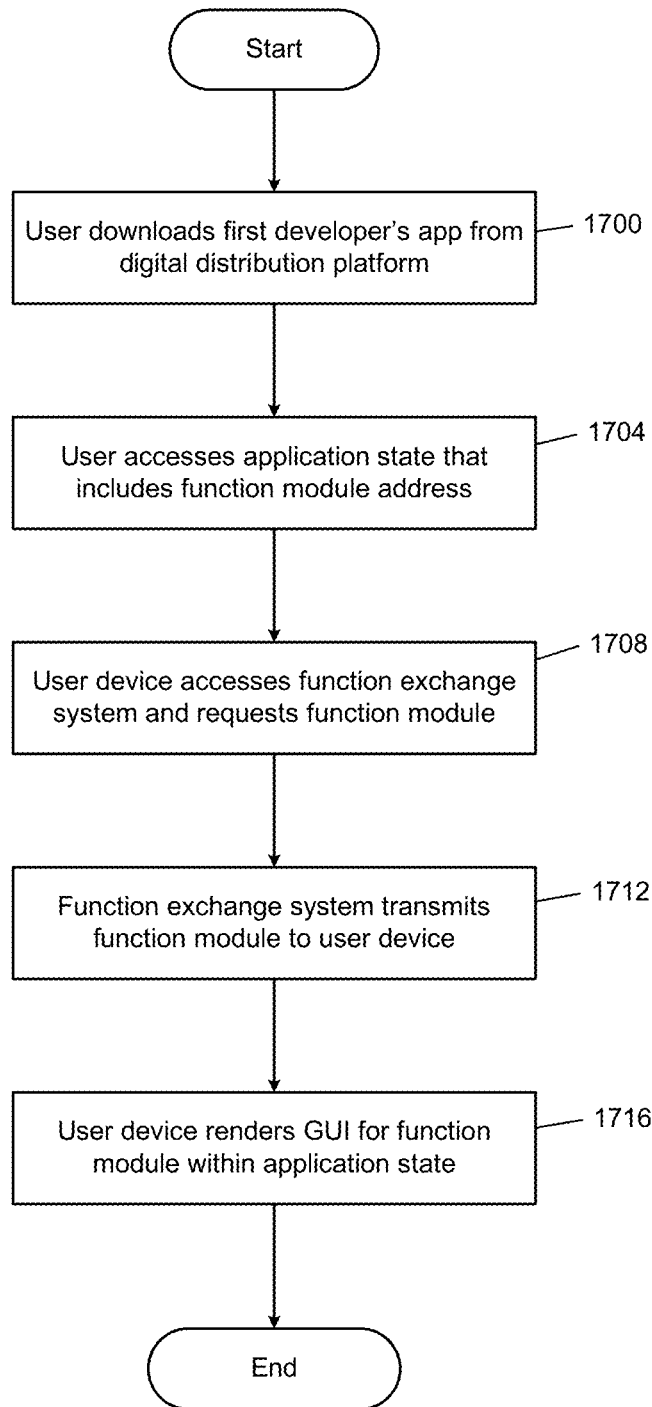 Start
User downloads first developer's app from
digital distribution platform
1700
User accesses application state that
includes function module address
1704
User device accesses function exchange
system and requests function module
1708
Function exchange system transmits
function module to user device
1712
User device renders GUI for function
module within application state
1716
End